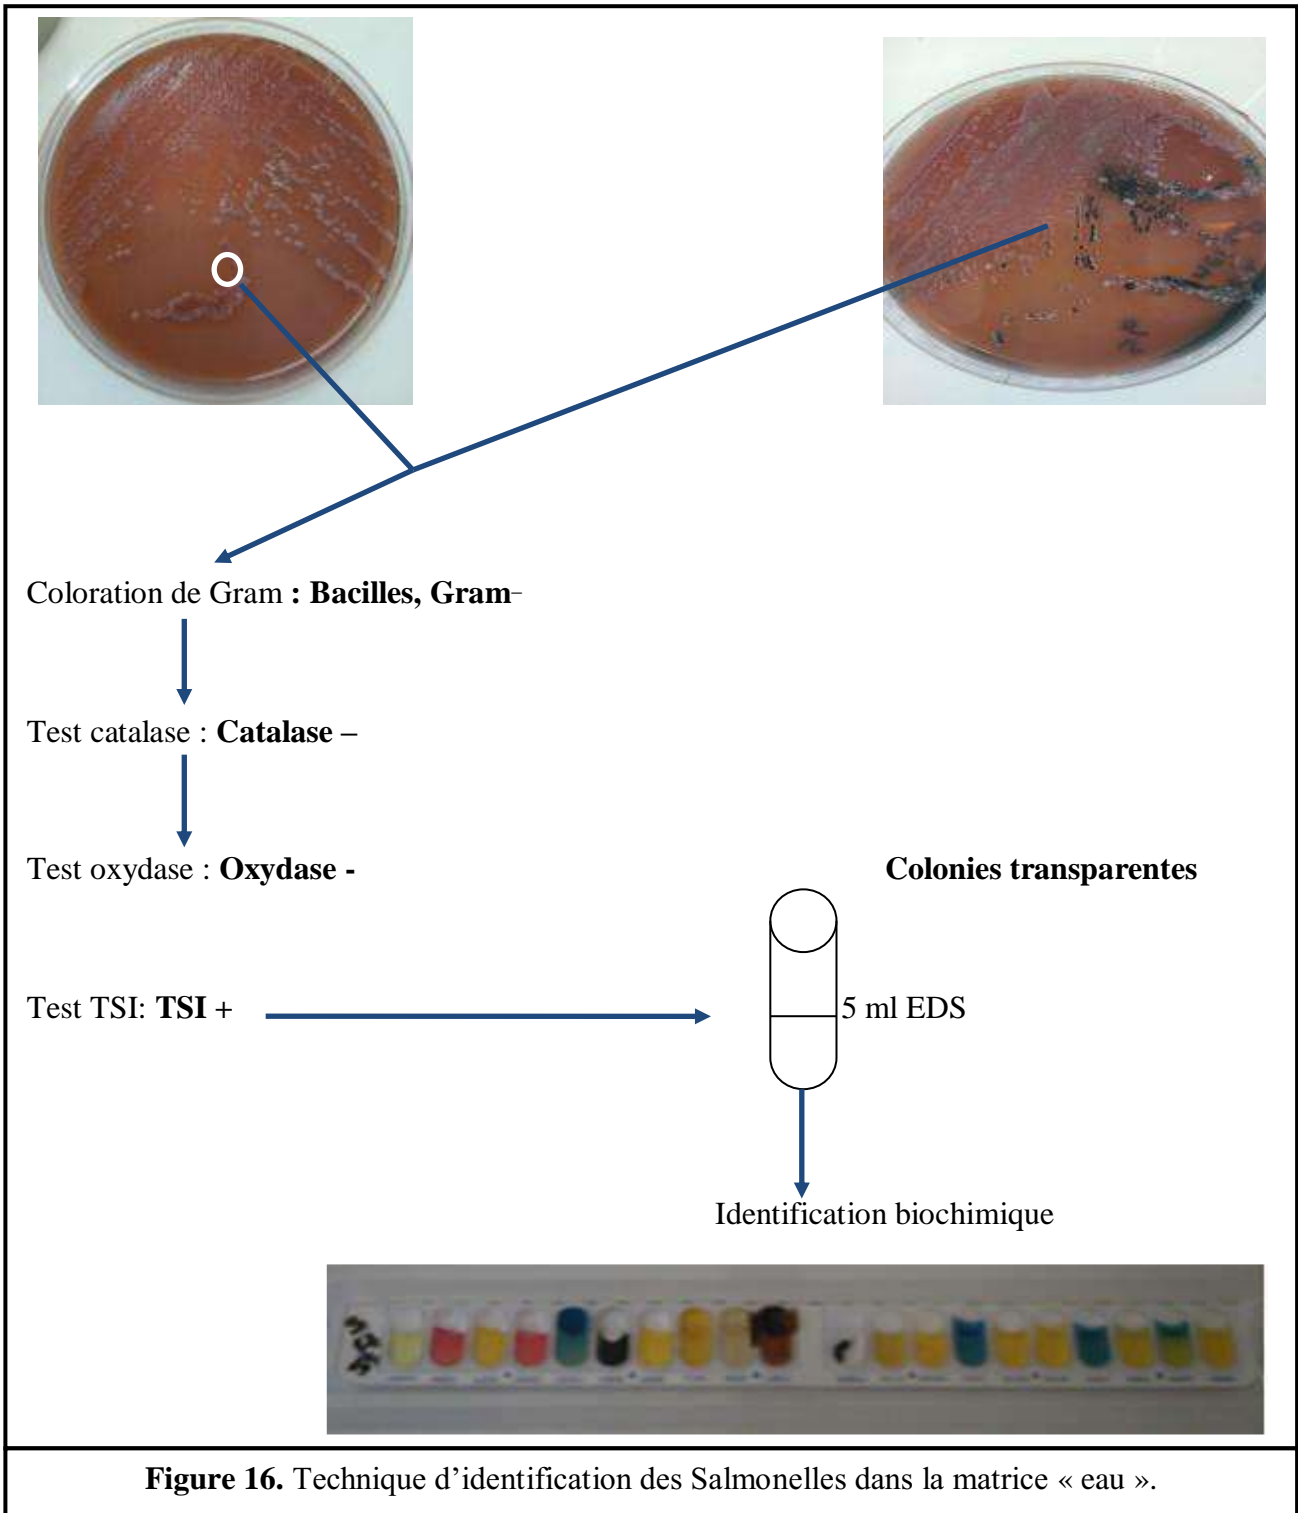 Coloration de Gram : Bacilles, Gram-
Test catalase : Catalase –
Test oxydase : Oxydase -
Colonies transparentes
Test TSI: TSI +
5 ml EDS
Identification biochimique
Figure 16. Technique d’identification des Salmonelles dans la matrice « eau ».